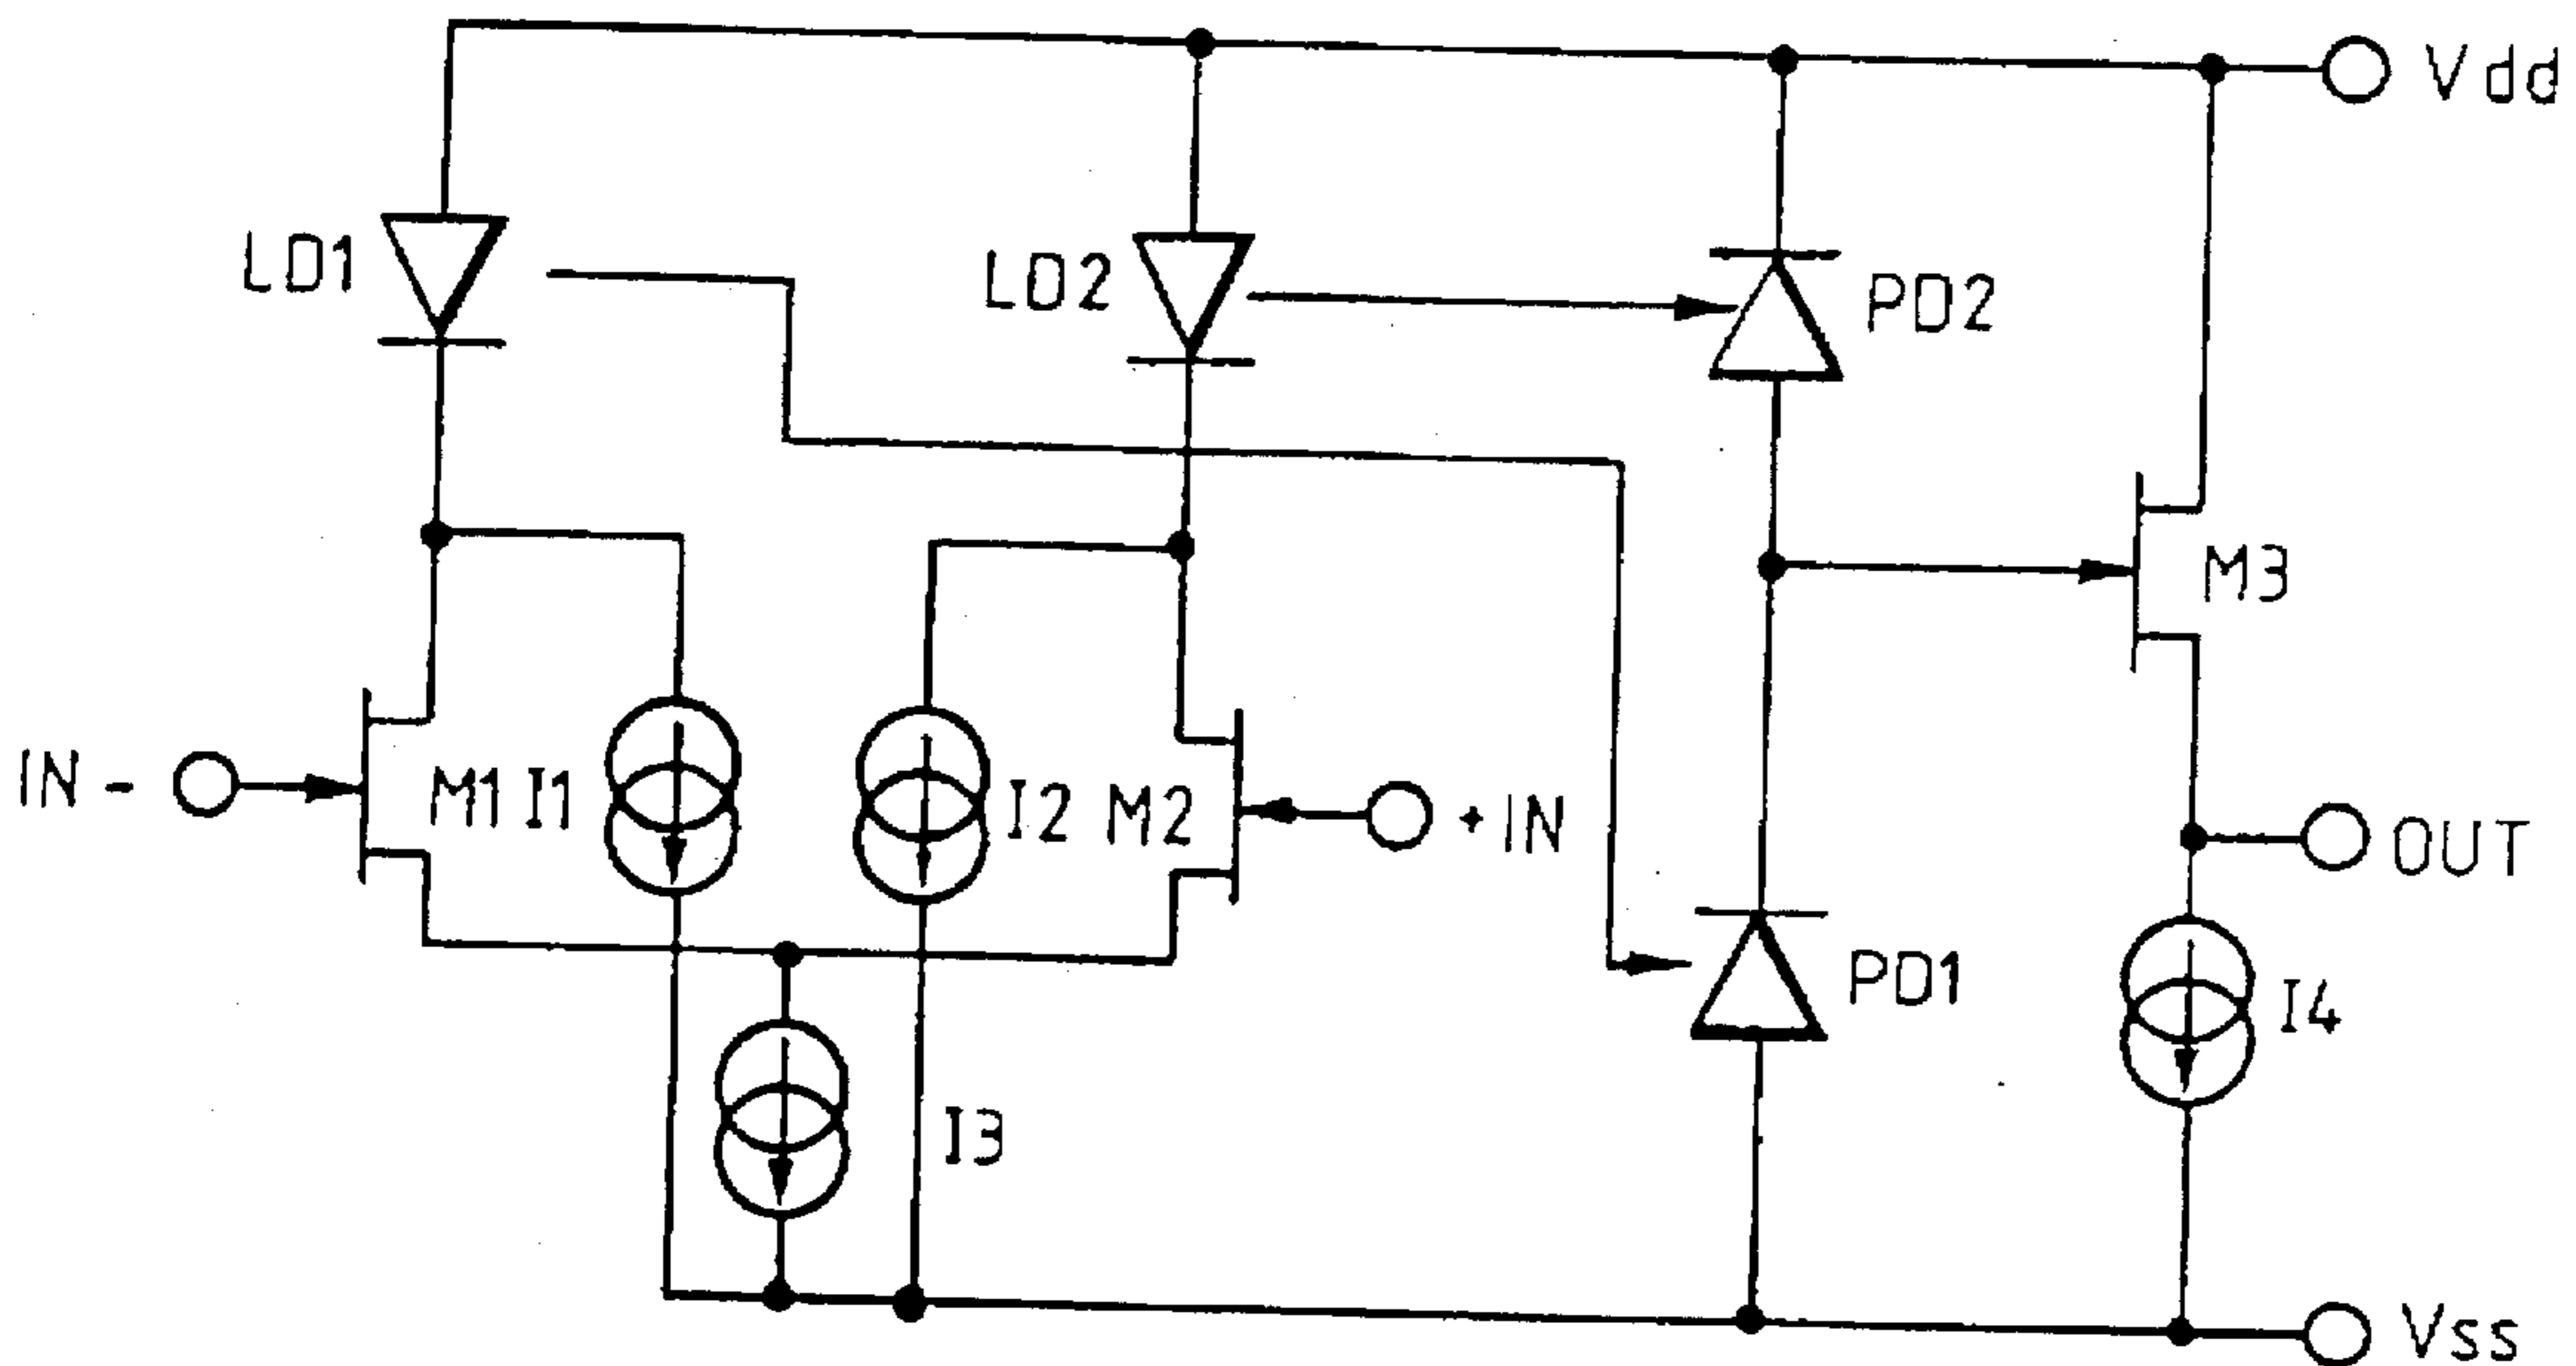 Vdd
LD1
LD2
PD2
M3
IN -
M1
I1
I2
M2
+ IN
OUT
PD1
I4
I3
Vss